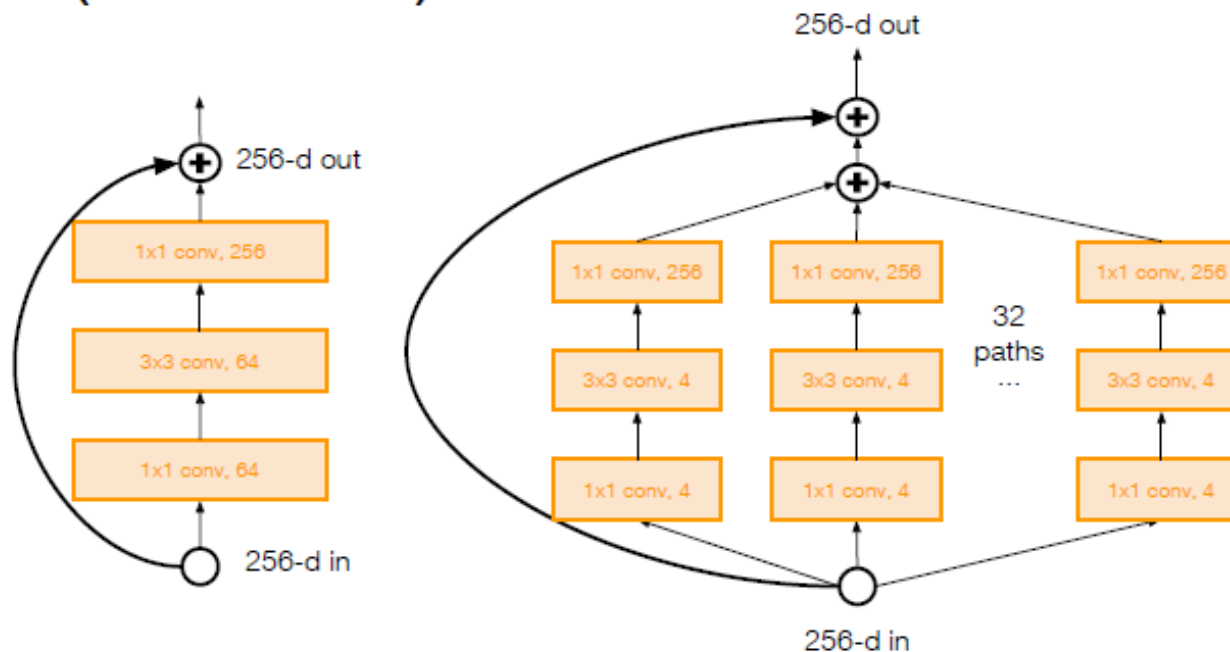 256-d out
1x1 conv, 256
3x3 conv, 64
1x1 conv, 64
256-d in
256-d out
1x1 conv, 256
1x1 conv, 256
1x1 conv, 256
32
paths
...
3x3 conv, 4
3x3 conv, 4
3x3 conv, 4
1x1 conv, 4
1x1 conv, 4
1x1 conv, 4
256-d in